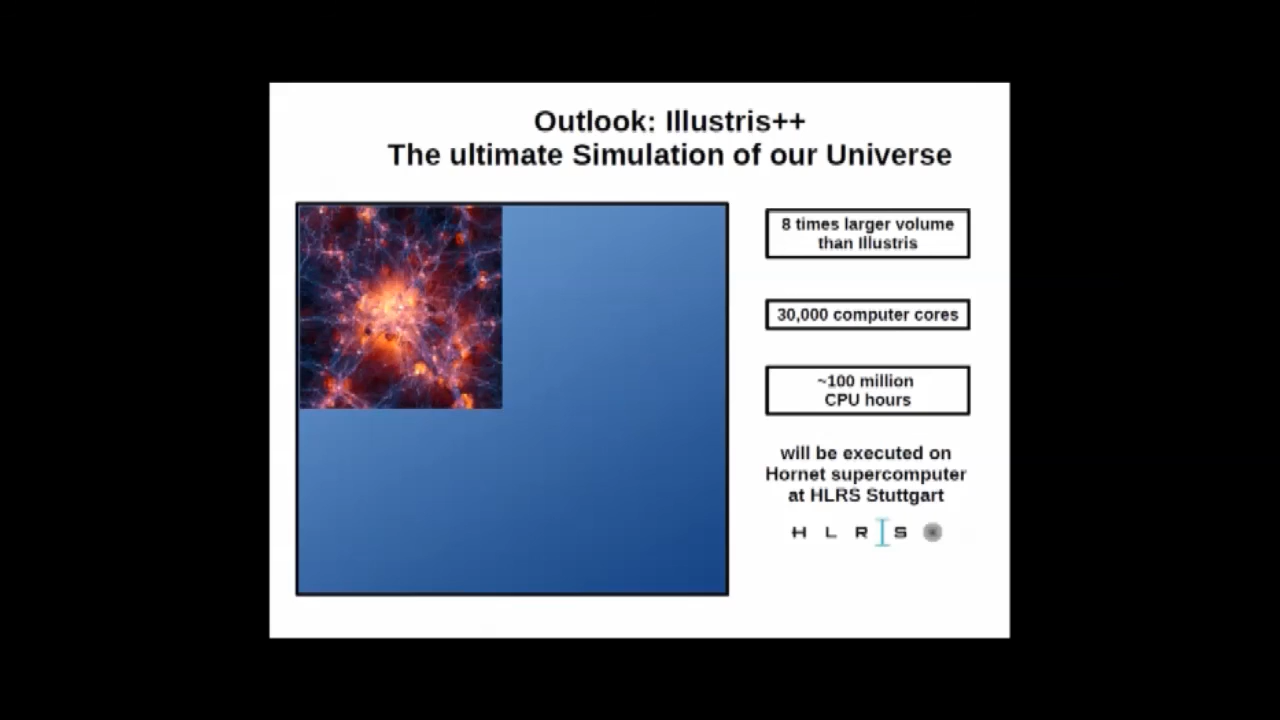 Outlook: Illustris++
The ultimate Simulation of our Universe
8 times larger volume
than Illustris
30,000 computer cores
~100 million
CPU hours
will be executed on
Hornet supercomputer
at HLRS Stuttgart
H L R S